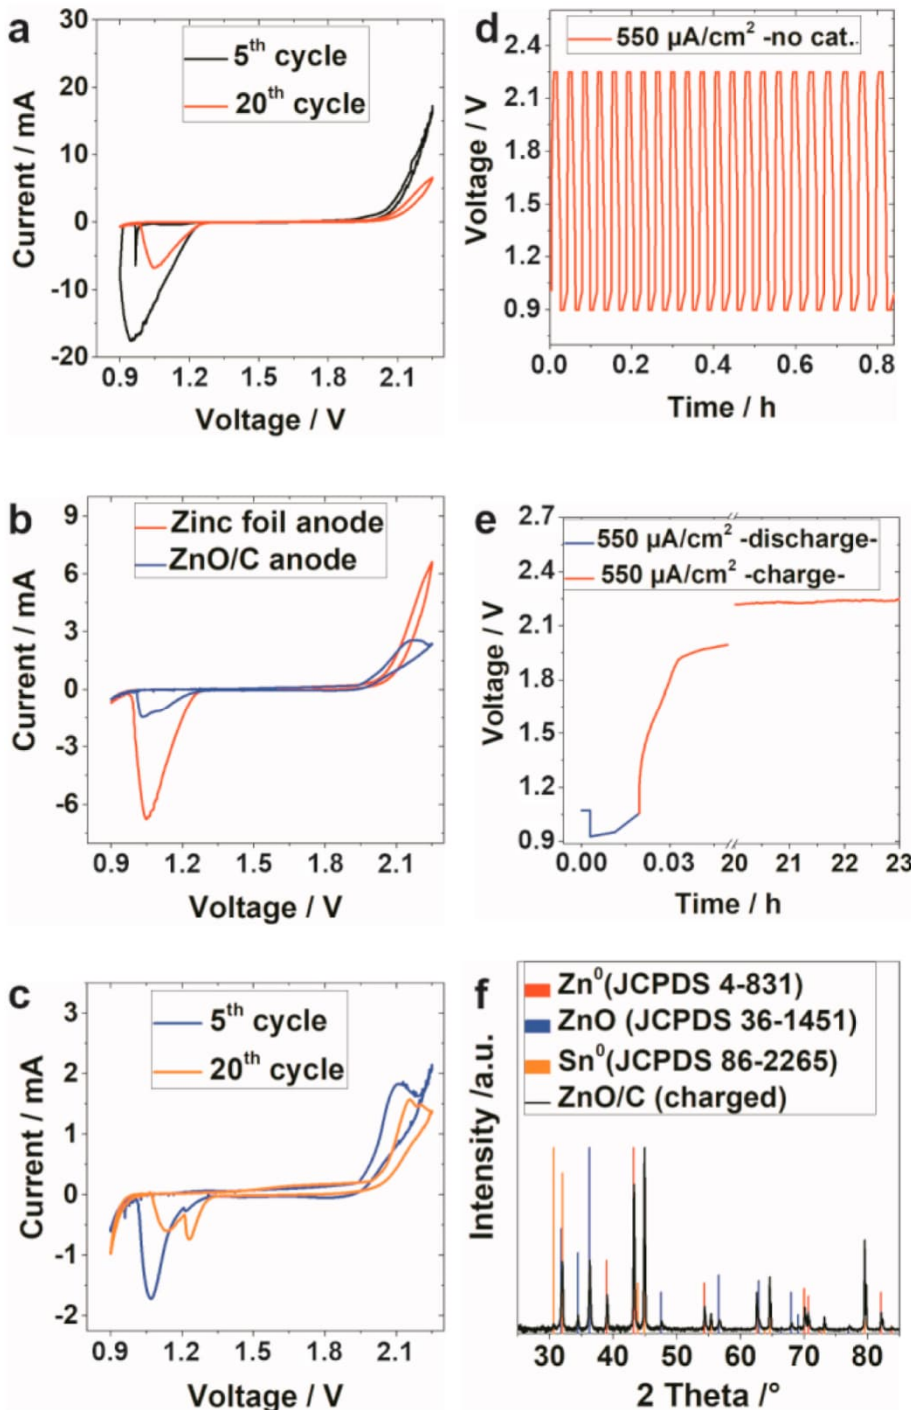 a
5th cycle
20th cycle
Current / mA
30
20
10
0
-10
-20
0.9 1.2 1.5 1.8 2.1
Voltage / V
d
550 µA/cm² -no cat..
Voltage / V
2.4
2.1
1.8
1.5
1.2
0.9
0.0 0.2 0.4 0.6 0.8
Time / h
b
Zinc foil anode
ZnO/C anode
Current / mA
9
6
3
0
-3
-6
0.9 1.2 1.5 1.8 2.1
Voltage / V
e
550 µA/cm² -discharge-
550 µA/cm² -charge-
Voltage / V
2.7
2.4
2.1
1.8
1.5
1.2
0.9
0.00 0.03 20 21 22 23
Time / h
c
5th cycle
20th cycle
Current / mA
3
2
1
0
-1
-2
0.9 1.2 1.5 1.8 2.1
Voltage / V
f
Zn⁰(JCPDS 4-831)
ZnO (JCPDS 36-1451)
Sn⁰(JCPDS 86-2265)
ZnO/C (charged)
Intensity /a.u.
30 40 50 60 70 80
2 Theta /°